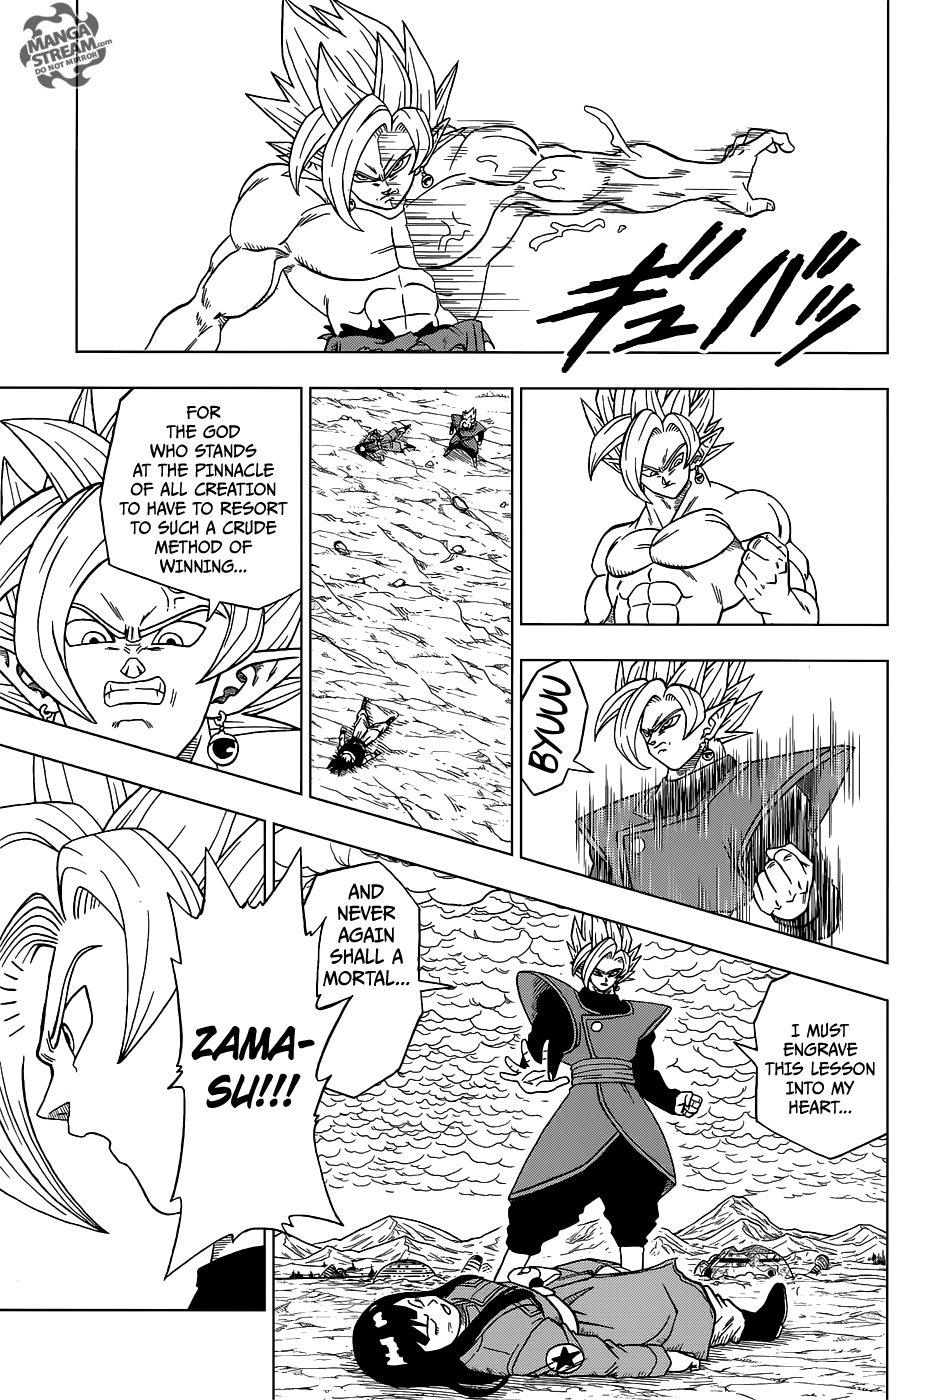 MANGA
STREAM.com
DO NOT MIRROR
ギュバッ
BYUUU
FOR
THE GOD
WHO STANDS
AT THE PINNACLE
OF ALL CREATION
TO HAVE TO RESORT
TO SUCH A CRUDE
METHOD OF
WINNING...
I MUST
ENGRAVE
THIS LESSON
INTO MY
HEART...
AND
NEVER
AGAIN
SHALL A
MORTAL...
ZAMA-
SU!!!